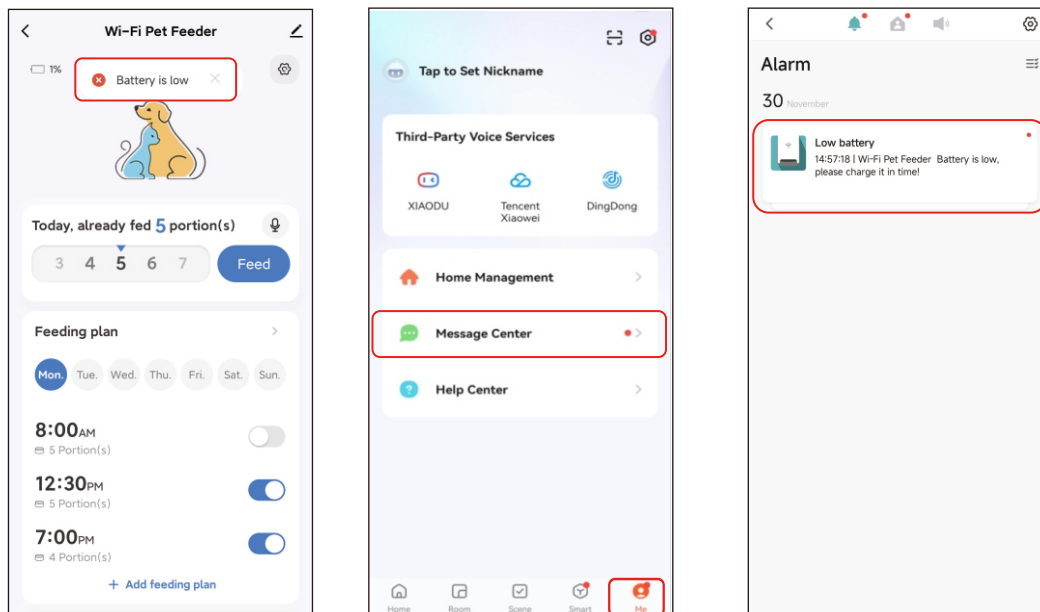 Wi-Fi Pet Feeder
1%
Battery is low
Today, already fed 5 portion(s)
3 4 5 6 7
Feed
Feeding plan
Mon. Tue. Wed. Thu. Fri. Sat. Sun.
8:00AM
5 Portion(s)
12:30PM
5 Portion(s)
7:00PM
4 Portion(s)
+ Add feeding plan
Tap to Set Nickname
Third-Party Voice Services
XIAODU
Tencent
Xiaowei
DingDong
Home Management
Message Center
Help Center
Home Room Scene Smart Me
Alarm
30 November
Low battery
14:57:18 | Wi-Fi Pet Feeder Battery is low,
please charge it in time!